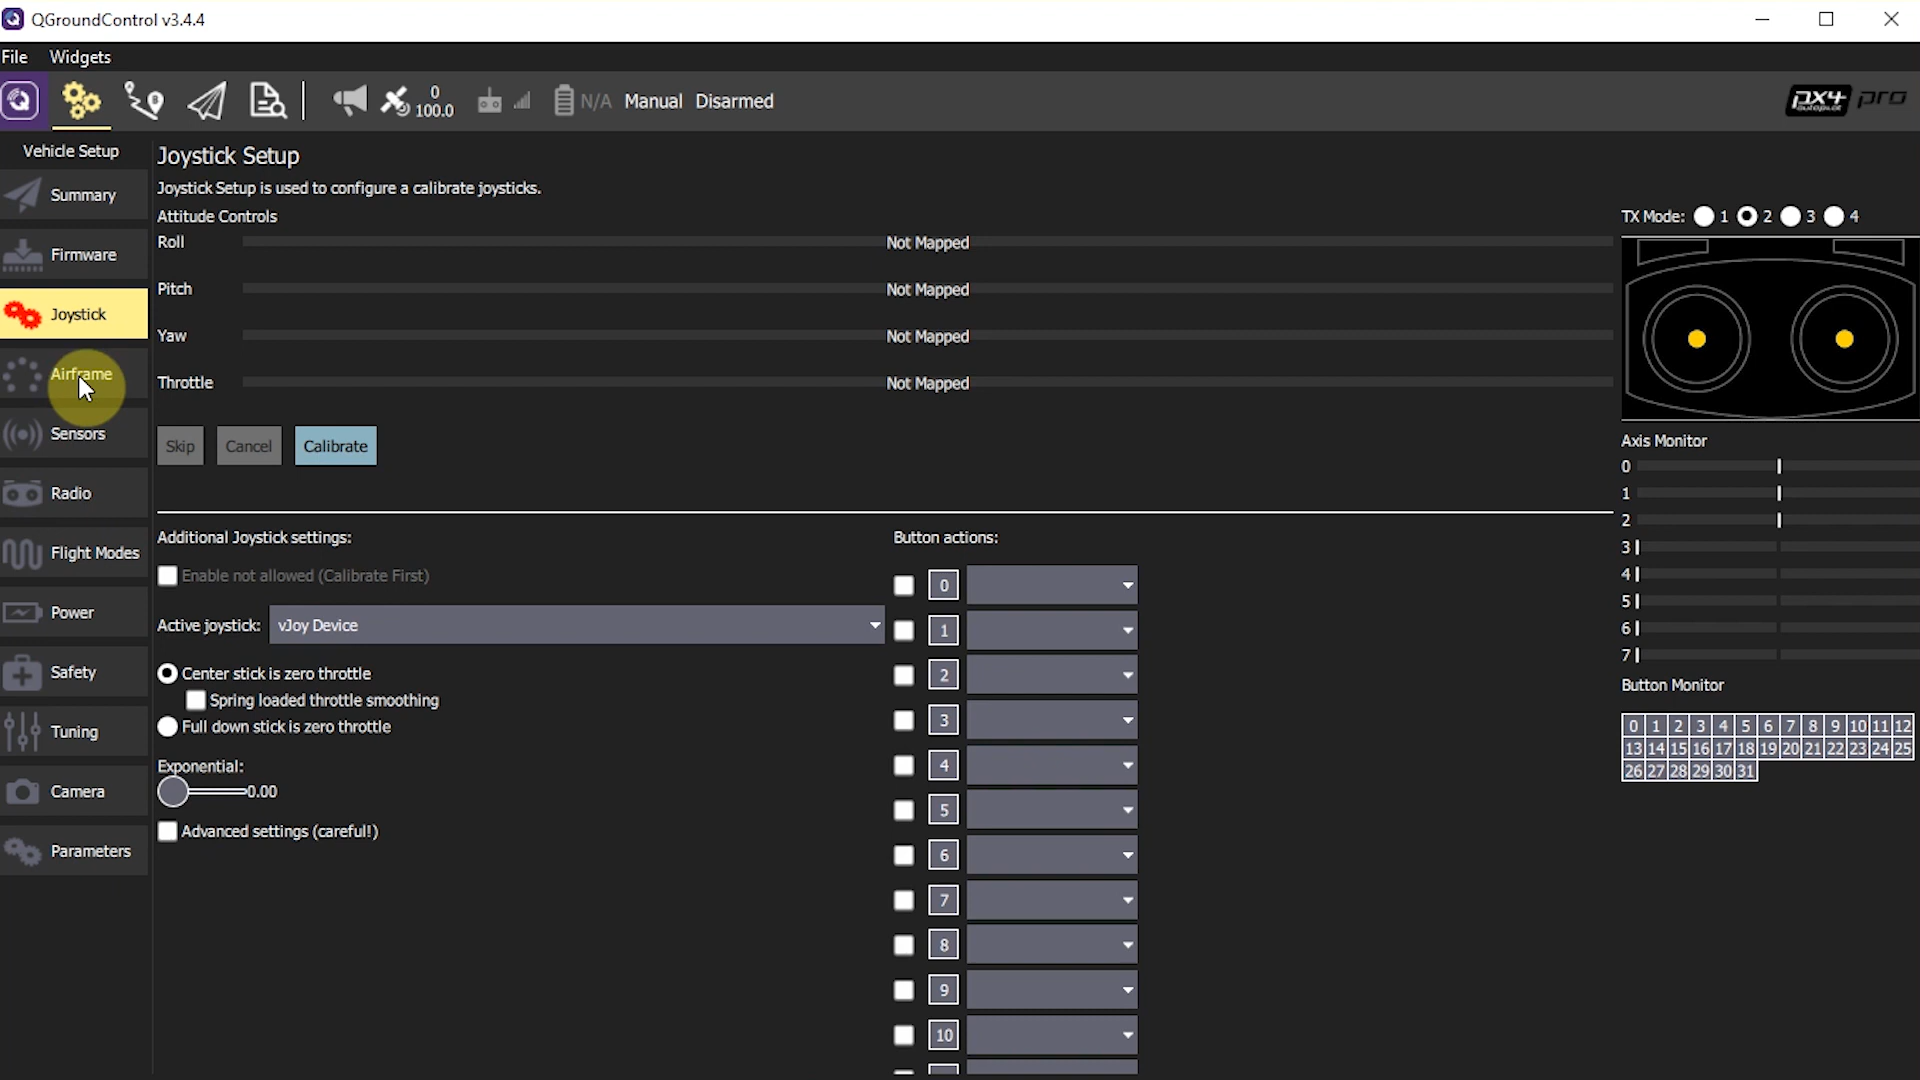 QGroundControl v3.4.4
File Widgets
0
100.0
N/A Manual Disarmed
px4 pro
autopilot
Vehicle Setup
Summary
Firmware
Joystick
Airframe
Sensors
Radio
Flight Modes
Power
Safety
Tuning
Camera
Parameters
Joystick Setup
Joystick Setup is used to configure a calibrate joysticks.
Attitude Controls
Roll Not Mapped
Pitch Not Mapped
Yaw Not Mapped
Throttle Not Mapped
Skip Cancel Calibrate
Additional Joystick settings:
Enable not allowed (Calibrate First)
Active joystick: vJoy Device
Center stick is zero throttle
Spring loaded throttle smoothing
Full down stick is zero throttle
Exponential:
0.00
Advanced settings (careful!)
Button actions:
0
1
2
3
4
5
6
7
8
9
10
TX Mode: 1 2 3 4
Axis Monitor
0
1
2
3
4
5
6
7
Button Monitor
0 1 2 3 4 5 6 7 8 9 10 11 12
13 14 15 16 17 18 19 20 21 22 23 24 25
26 27 28 29 30 31